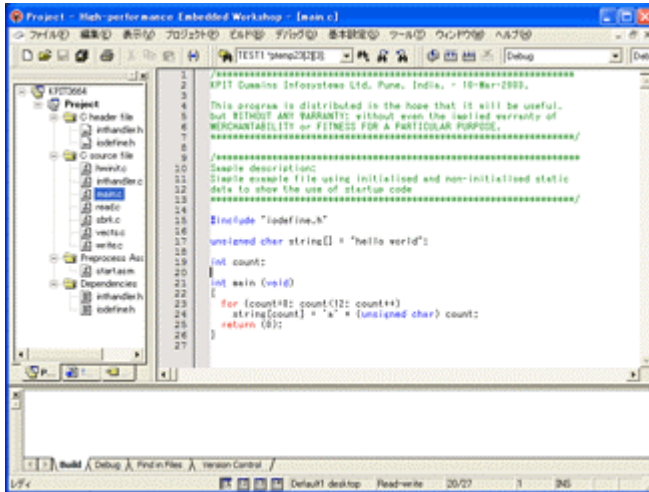 Project - High-performance Embedded Workshop - [main.c]
ファイル(F) 編集(E) 表示(V) プロジェクト(P) ビルド(B) デバッグ(D) 基本設定(S) ツール(T) ウィンドウ(W) ヘルプ(H)
Debug
KPIT3664
Project
C header file
inthandler.h
iodefine.h
C source file
hwinit.c
inthandler.c
main.c
read.c
sbrk.c
vects.c
write.c
Preprocess Ass
start.asm
Dependencies
inthandler.h
iodefine.h
P...
1 /****************************************************************
2 KPIT Cummins Infosystems Ltd, Pune, India. - 10-Mar-2003.
3
4 This program is distributed in the hope that it will be useful,
5 but WITHOUT ANY WARRANTY; without even the implied warranty of
6 MERCHANTABILITY or FITNESS FOR A PARTICULAR PURPOSE.
7 ****************************************************************/
8
9 /****************************************************************
10 Sample description:
11 Simple example file using initialised and non-initialised static
12 data to show the use of startup code
13 ****************************************************************/
14
15 #include "iodefine.h"
16
17 unsigned char string[] = "hello world";
18
19 int count;
20
21 int main (void)
22 {
23 for (count=0; count<12; count++)
24 string[count] = 'a' + (unsigned char) count;
25 return (0);
26 }
27
Build Debug Find in Files Version Control
レディ Default1 desktop Read-write 20/27 1 INS